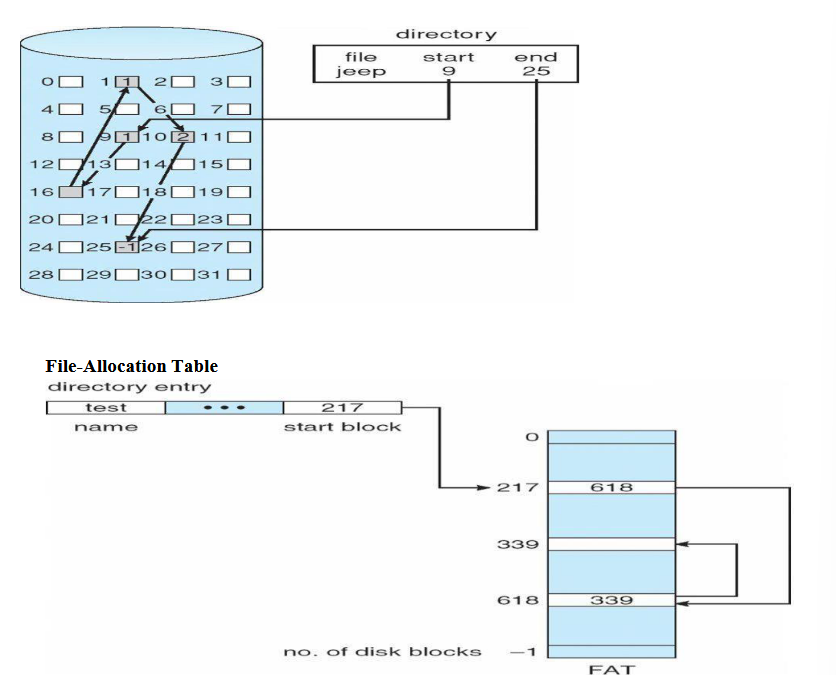 directory
file start end
jeep 9 25
0 1 1 2 3
4 5 6 7
8 9 1 10 2 11
12 13 14 15
16 17 18 19
20 21 22 23
24 25 -1 26 27
28 29 30 31
File-Allocation Table
directory entry
test • • • 217
name start block
0
217 618
339
618 339
no. of disk blocks –1
FAT